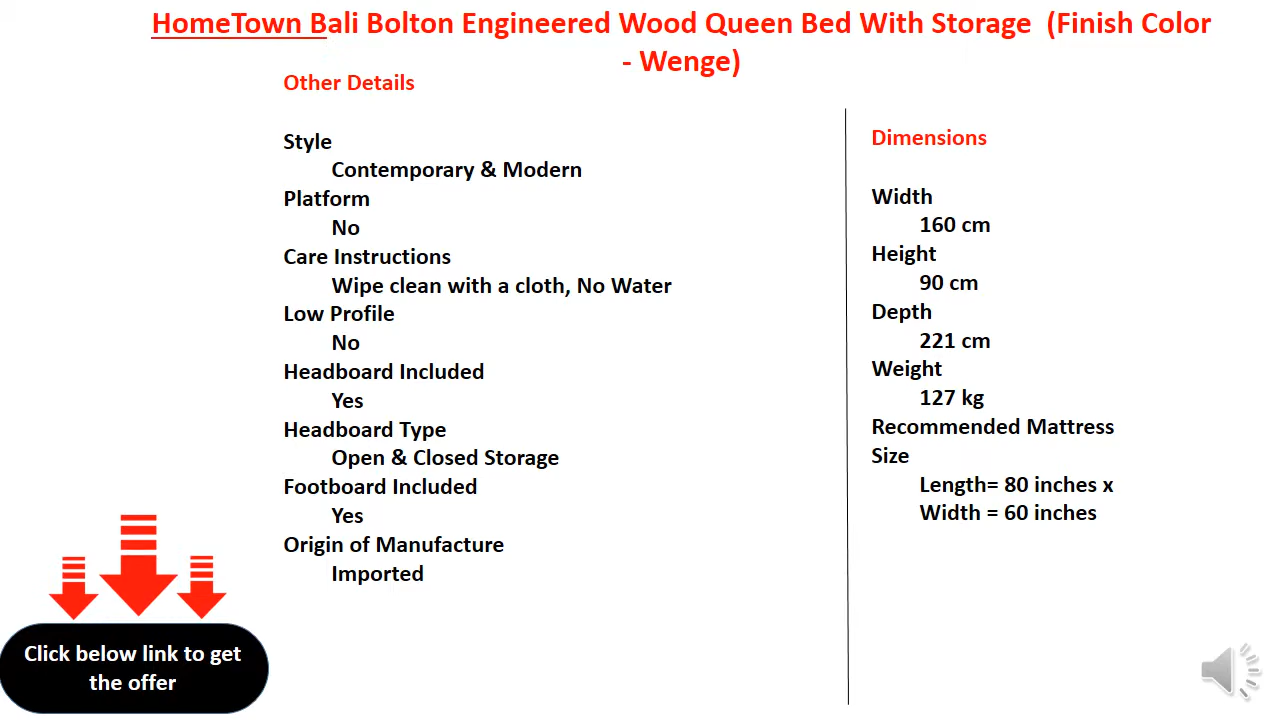 HomeTown Bali Bolton Engineered Wood Queen Bed With Storage (Finish Color
- Wenge)
Other Details
Style
Contemporary & Modern
Platform
No
Care Instructions
Wipe clean with a cloth, No Water
Low Profile
No
Headboard Included
Yes
Headboard Type
Open & Closed Storage
Footboard Included
Yes
Origin of Manufacture
Imported
Dimensions
Width
160 cm
Height
90 cm
Depth
221 cm
Weight
127 kg
Recommended Mattress
Size
Length= 80 inches x
Width = 60 inches
Click below link to get
the offer